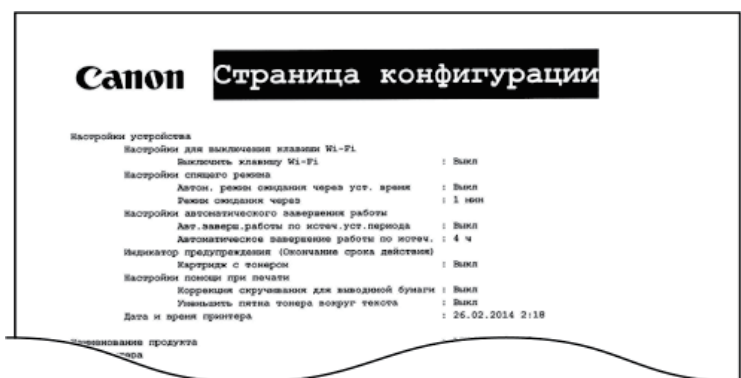 Canon Страница конфигурации
Настройки устройства
Настройки для выключения клавиши Wi-Fi
Выключить клавишу Wi-Fi : Выкл
Настройки спящего режима
Автом. режим ожидания через уст. время : Выкл
Режим ожидания через : 1 мин
Настройки автоматического завершения работы
Авт.заверш.работы по истеч.уст.периода : Выкл
Автоматическое завершение работы по истеч. : 4 ч
Индикатор предупреждения (Окончание срока действия)
Картридж с тонером : Выкл
Настройки помощи при печати
Коррекция скручивания для выводимой бумаги : Выкл
Уменьшить пятна тонера вокруг текста : Выкл
Дата и время принтера : 26.02.2014 2:18
Наименование продукта :